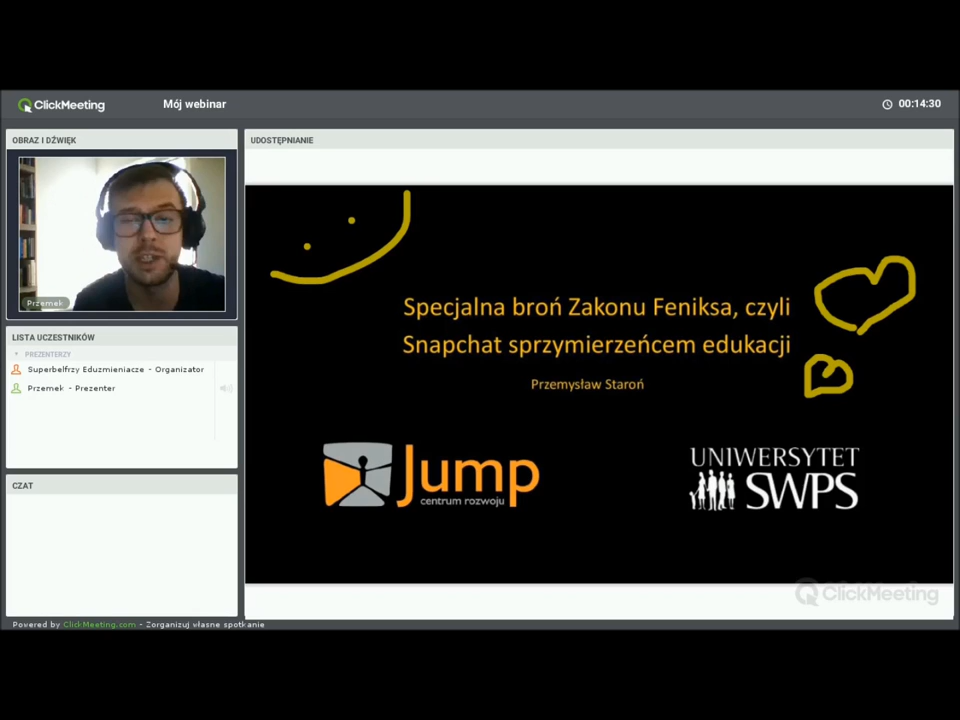 ClickMeeting
Mój webinar
00:14:30
OBRAZ I DŹWIĘK
Przemek
LISTA UCZESTNIKÓW
PREZENTERZY
Superbelfrzy Eduzmieniacze - Organizator
Przemek - Prezenter
CZAT
UDOSTĘPNIANIE
Specjalna broń Zakonu Feniksa, czyli
Snapchat sprzymierzeńcem edukacji
Przemysław Staroń
Jump
centrum rozwoju
UNIWERSYTET
SWPS
ClickMeeting
Powered by ClickMeeting.com - Zorganizuj własne spotkanie